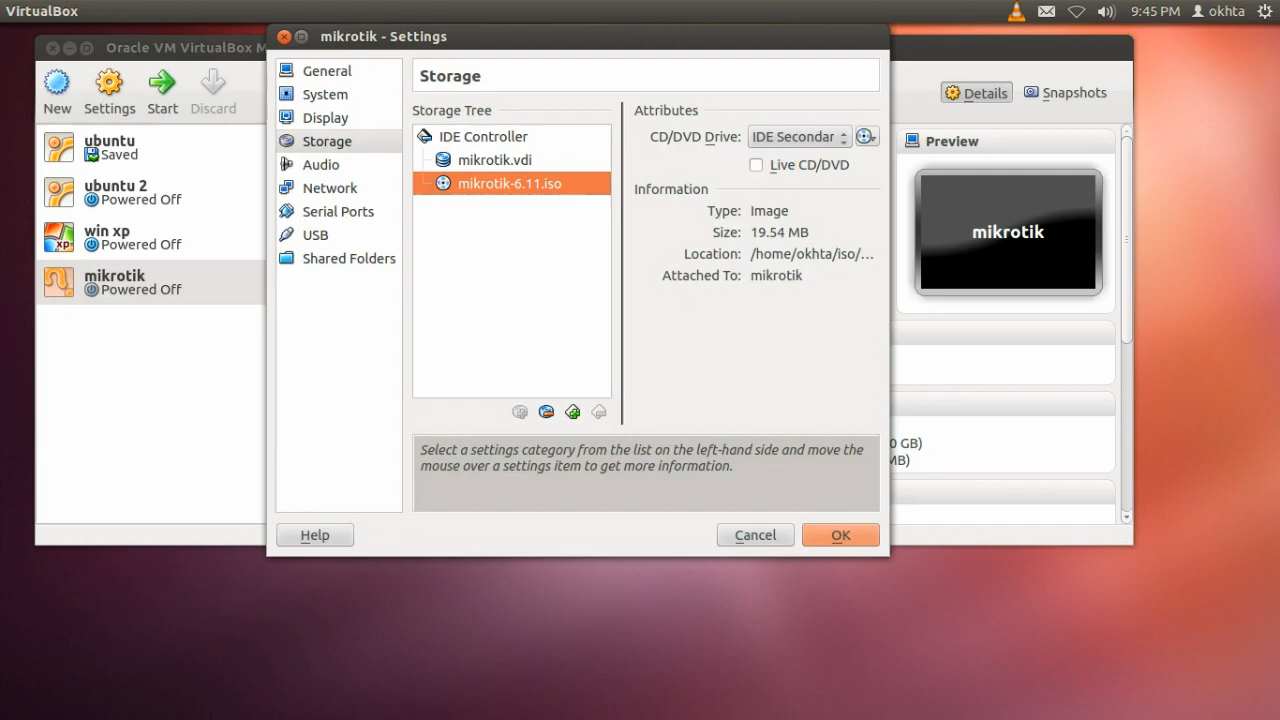 VirtualBox
9:45 PM
okhta
Oracle VM VirtualBox M
mikrotik - Settings
New
Settings
Start
Discard
Details
Snapshots
ubuntu
Saved
ubuntu 2
Powered Off
win xp
Powered Off
mikrotik
Powered Off
General
System
Display
Storage
Audio
Network
Serial Ports
USB
Shared Folders
Storage
Storage Tree
IDE Controller
mikrotik.vdi
mikrotik-6.11.iso
Attributes
CD/DVD Drive: IDE Secondar
Live CD/DVD
Information
Type: Image
Size: 19.54 MB
Location: /home/okhta/iso/...
Attached To: mikrotik
Select a settings category from the list on the left-hand side and move the
mouse over a settings item to get more information.
Help
Cancel
OK
Preview
mikrotik
0 GB)
MB)